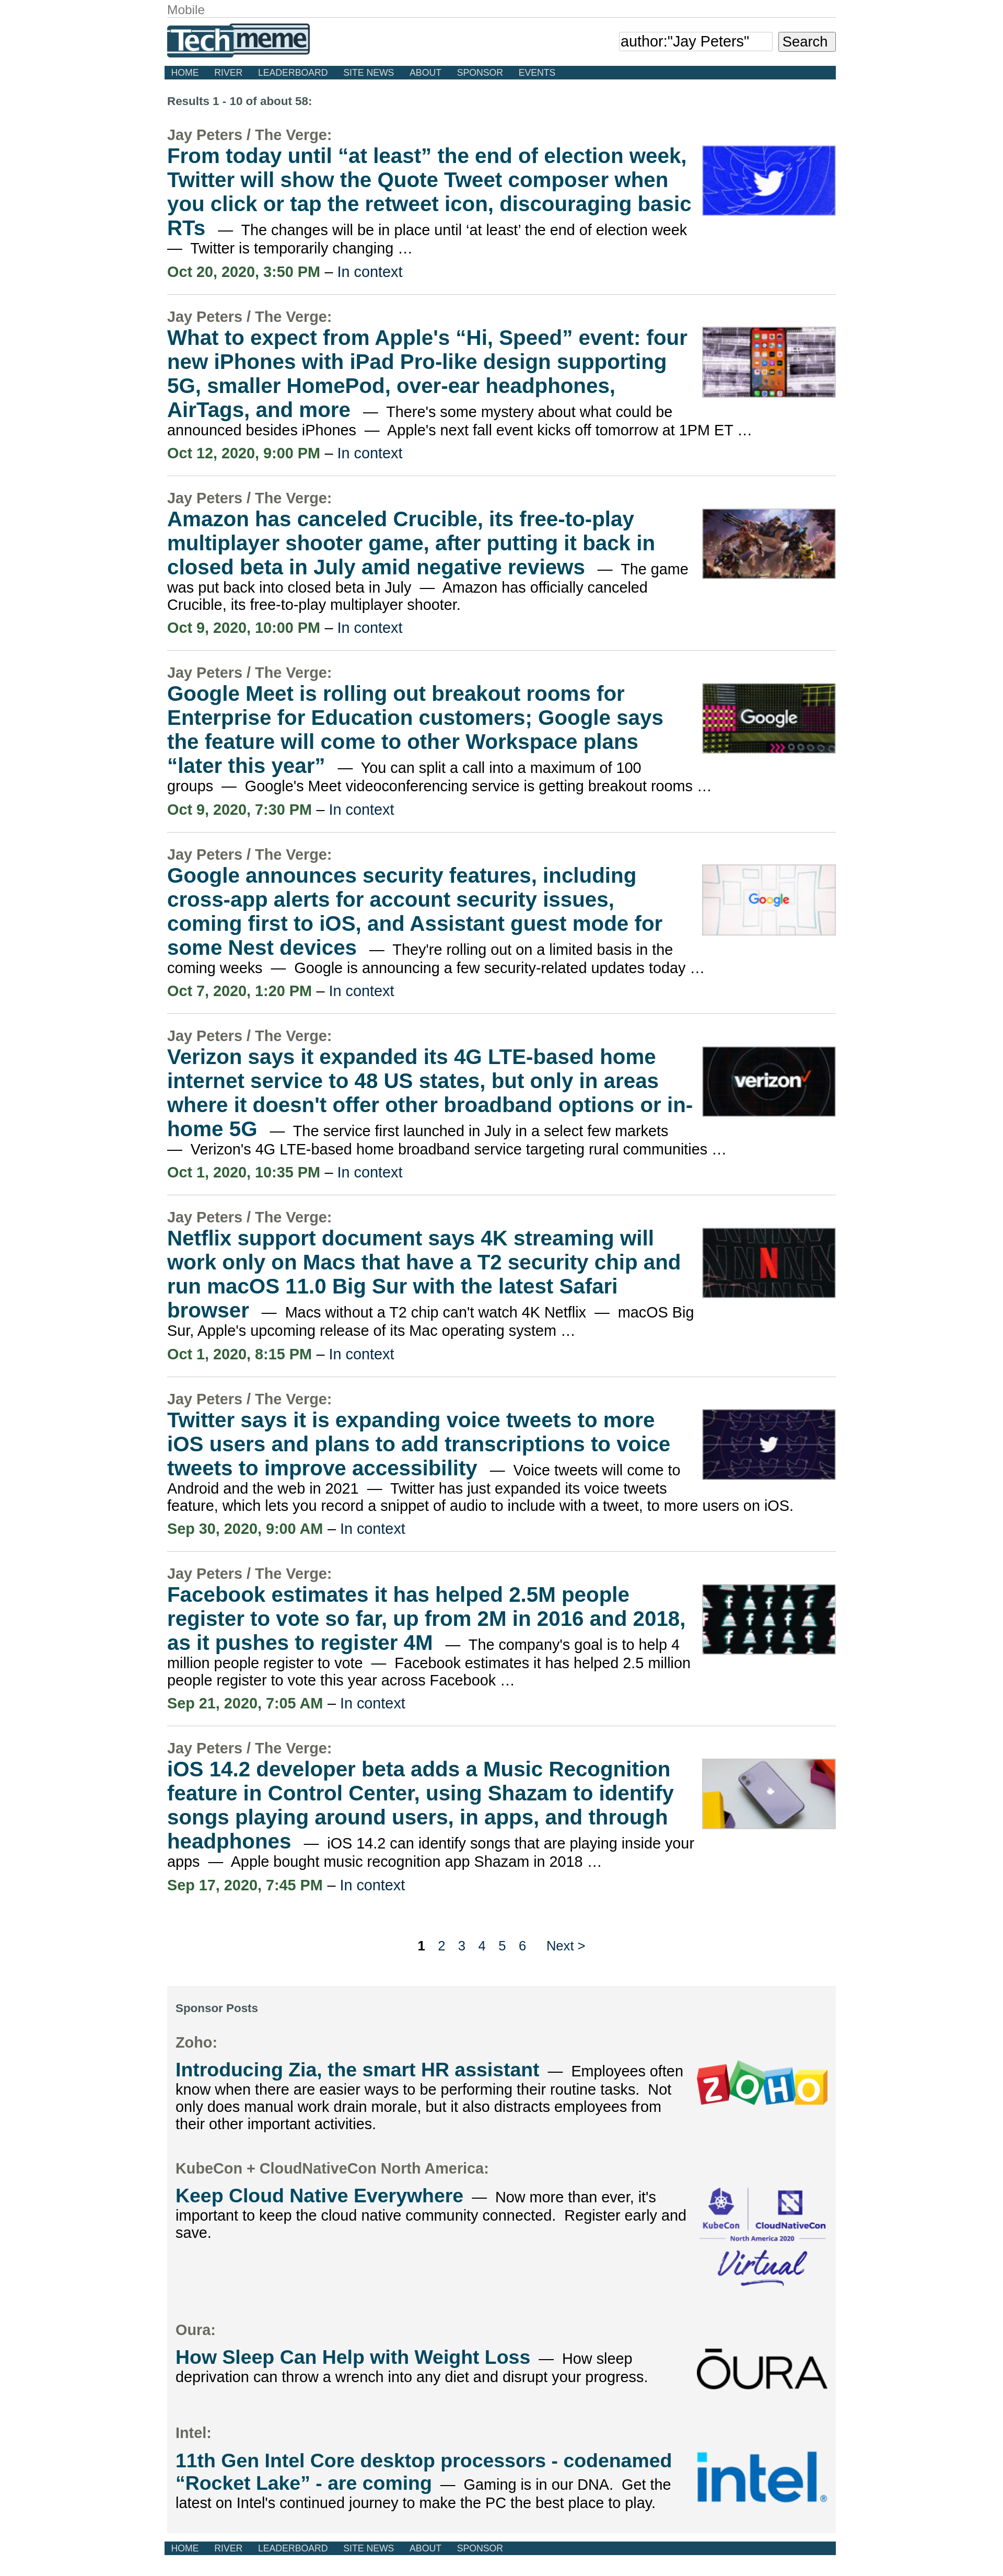 Mobile
Techmeme
author:"Jay Peters" Search
HOME RIVER LEADERBOARD SITE NEWS ABOUT SPONSOR EVENTS
Results 1 - 10 of about 58:
Jay Peters / The Verge:
From today until “at least” the end of election week,
Twitter will show the Quote Tweet composer when
you click or tap the retweet icon, discouraging basic
RTs — The changes will be in place until ‘at least’ the end of election week
— Twitter is temporarily changing …
Oct 20, 2020, 3:50 PM – In context
Jay Peters / The Verge:
What to expect from Apple's “Hi, Speed” event: four
new iPhones with iPad Pro-like design supporting
5G, smaller HomePod, over-ear headphones,
AirTags, and more — There's some mystery about what could be
announced besides iPhones — Apple's next fall event kicks off tomorrow at 1PM ET …
Oct 12, 2020, 9:00 PM – In context
Jay Peters / The Verge:
Amazon has canceled Crucible, its free-to-play
multiplayer shooter game, after putting it back in
closed beta in July amid negative reviews — The game
was put back into closed beta in July — Amazon has officially canceled
Crucible, its free-to-play multiplayer shooter.
Oct 9, 2020, 10:00 PM – In context
Jay Peters / The Verge:
Google Meet is rolling out breakout rooms for
Enterprise for Education customers; Google says
the feature will come to other Workspace plans
“later this year” — You can split a call into a maximum of 100
groups — Google's Meet videoconferencing service is getting breakout rooms …
Google
Oct 9, 2020, 7:30 PM – In context
Jay Peters / The Verge:
Google announces security features, including
cross-app alerts for account security issues,
coming first to iOS, and Assistant guest mode for
some Nest devices — They're rolling out on a limited basis in the
coming weeks — Google is announcing a few security-related updates today …
Google
Oct 7, 2020, 1:20 PM – In context
Jay Peters / The Verge:
Verizon says it expanded its 4G LTE-based home
internet service to 48 US states, but only in areas
where it doesn't offer other broadband options or in-
home 5G — The service first launched in July in a select few markets
— Verizon's 4G LTE-based home broadband service targeting rural communities …
verizon
Oct 1, 2020, 10:35 PM – In context
Jay Peters / The Verge:
Netflix support document says 4K streaming will
work only on Macs that have a T2 security chip and
run macOS 11.0 Big Sur with the latest Safari
browser — Macs without a T2 chip can't watch 4K Netflix — macOS Big
Sur, Apple's upcoming release of its Mac operating system …
N
Oct 1, 2020, 8:15 PM – In context
Jay Peters / The Verge:
Twitter says it is expanding voice tweets to more
iOS users and plans to add transcriptions to voice
tweets to improve accessibility — Voice tweets will come to
Android and the web in 2021 — Twitter has just expanded its voice tweets
feature, which lets you record a snippet of audio to include with a tweet, to more users on iOS.
Sep 30, 2020, 9:00 AM – In context
Jay Peters / The Verge:
Facebook estimates it has helped 2.5M people
register to vote so far, up from 2M in 2016 and 2018,
as it pushes to register 4M — The company's goal is to help 4
million people register to vote — Facebook estimates it has helped 2.5 million
people register to vote this year across Facebook …
Sep 21, 2020, 7:05 AM – In context
Jay Peters / The Verge:
iOS 14.2 developer beta adds a Music Recognition
feature in Control Center, using Shazam to identify
songs playing around users, in apps, and through
headphones — iOS 14.2 can identify songs that are playing inside your
apps — Apple bought music recognition app Shazam in 2018 …
Sep 17, 2020, 7:45 PM – In context
1 2 3 4 5 6 Next >
Sponsor Posts
Zoho:
Introducing Zia, the smart HR assistant — Employees often
know when there are easier ways to be performing their routine tasks. Not
only does manual work drain morale, but it also distracts employees from
their other important activities.
ZOHO
KubeCon + CloudNativeCon North America:
Keep Cloud Native Everywhere — Now more than ever, it's
important to keep the cloud native community connected. Register early and
save.
KubeCon CloudNativeCon
North America 2020
Virtual
Oura:
How Sleep Can Help with Weight Loss — How sleep
deprivation can throw a wrench into any diet and disrupt your progress.
ŌURA
Intel:
11th Gen Intel Core desktop processors - codenamed
“Rocket Lake” - are coming — Gaming is in our DNA. Get the
latest on Intel's continued journey to make the PC the best place to play.
intel®
HOME RIVER LEADERBOARD SITE NEWS ABOUT SPONSOR